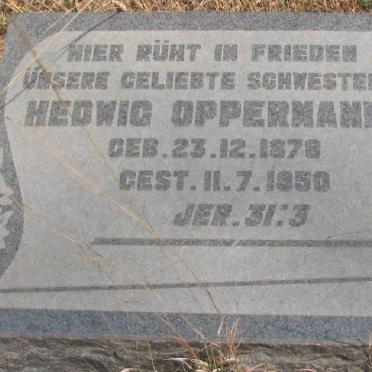 HIER RÜHT IN FRIEDEN
UNSERE GELIEBTE SCHWESTER
HEDWIG OPPERMANN
GEB. 23.12.1878
GEST. 11.7.1950
JER. 31:3